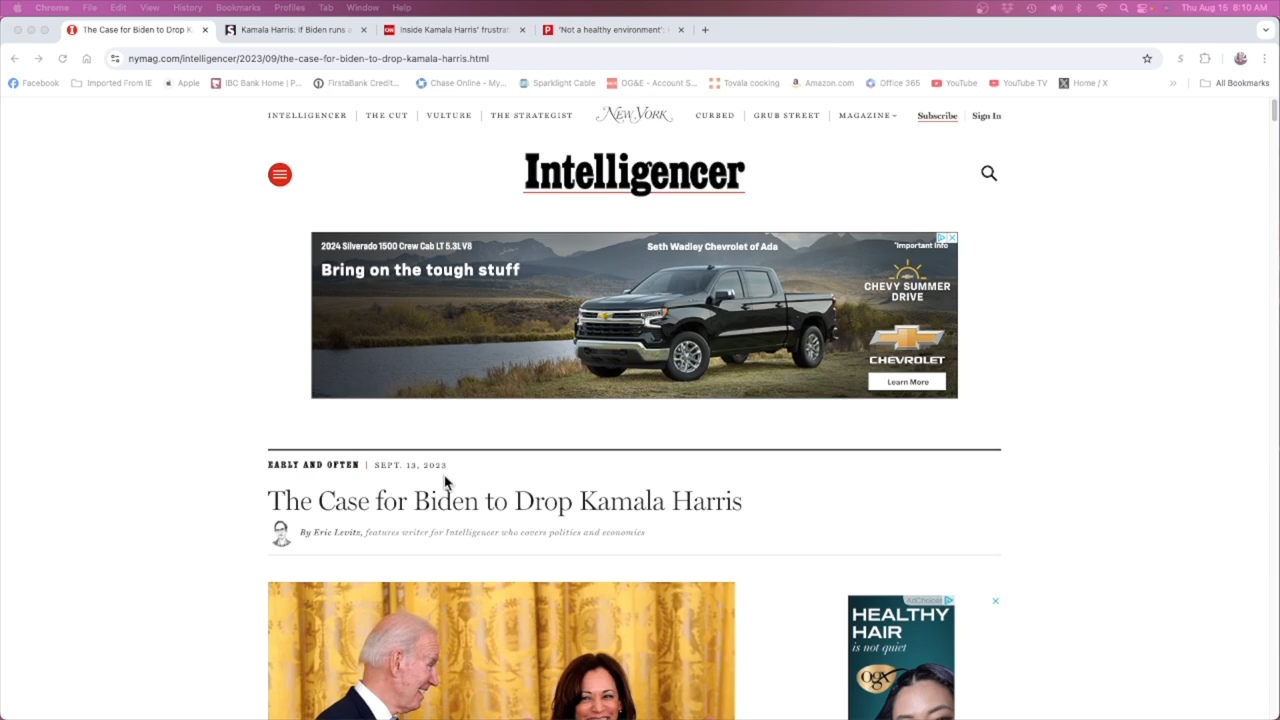 Chrome File Edit View History Bookmarks Profiles Tab Window Help Thu Aug 15 8:10 AM
The Case for Biden to Drop K Kamala Harris: If Biden runs a Inside Kamala Harris' frustrat 'Not a healthy environment':
nymag.com/intelligencer/2023/09/the-case-for-biden-to-drop-kamala-harris.html
Facebook Imported From IE Apple IBC Bank Home | P... FirstaBank Credit... Chase Online - My... Sparklight Cable OG&E - Account S... Tovala cooking Amazon.com Office 365 YouTube YouTube TV Home / X » All Bookmarks
INTELLIGENCER THE CUT VULTURE THE STRATEGIST NEW YORK CURBED GRUB STREET MAGAZINE Subscribe Sign In
Intelligencer
2024 Silverado 1500 Crew Cab LT 5.3L V8 Seth Wadley Chevrolet of Ada *Important Info
Bring on the tough stuff
CHEVY SUMMER
DRIVE
CHEVROLET
Learn More
EARLY AND OFTEN | SEPT. 13, 2023
The Case for Biden to Drop Kamala Harris
By Eric Levitz, features writer for Intelligencer who covers politics and economics
AdChoices
HEALTHY
HAIR
is not quiet
OGX